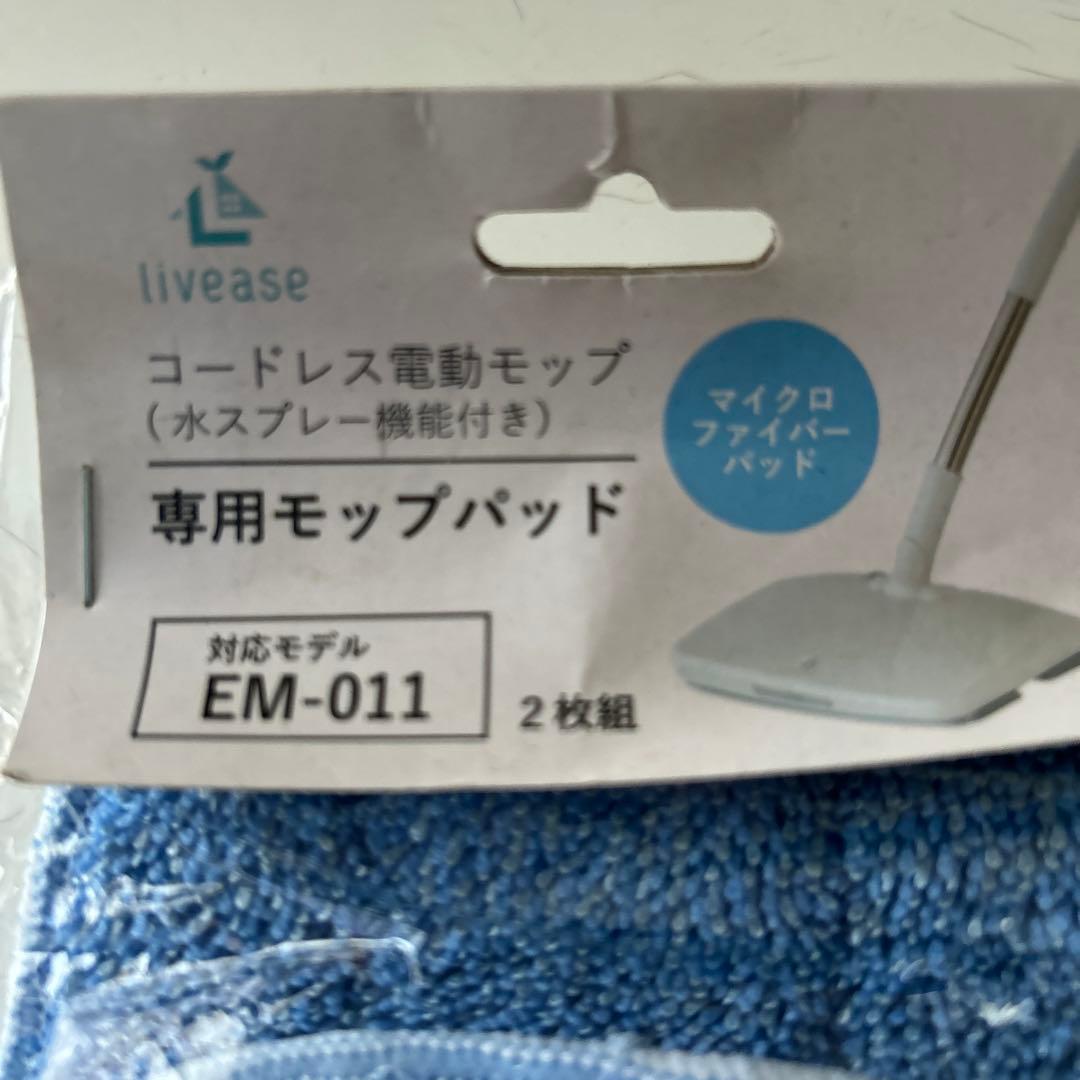 livease
コードレス電動モップ
(水スプレー機能付き)
専用モップパッド
マイクロ
ファイバー
パッド
対応モデル
EM-011
2枚組